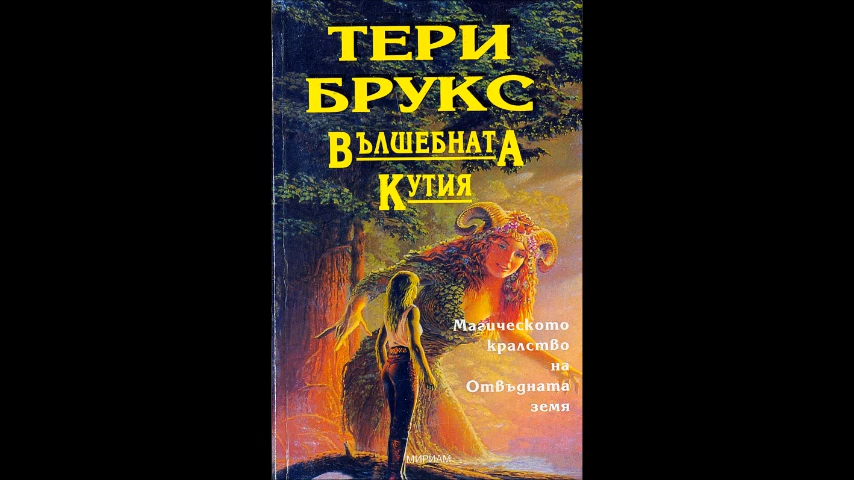 ТЕРИ
БРУКС
ВЪЛШЕБНАТА
КУТИЯ
Магическото
кралство
на
Отвъдната
земя
МИРИАМ